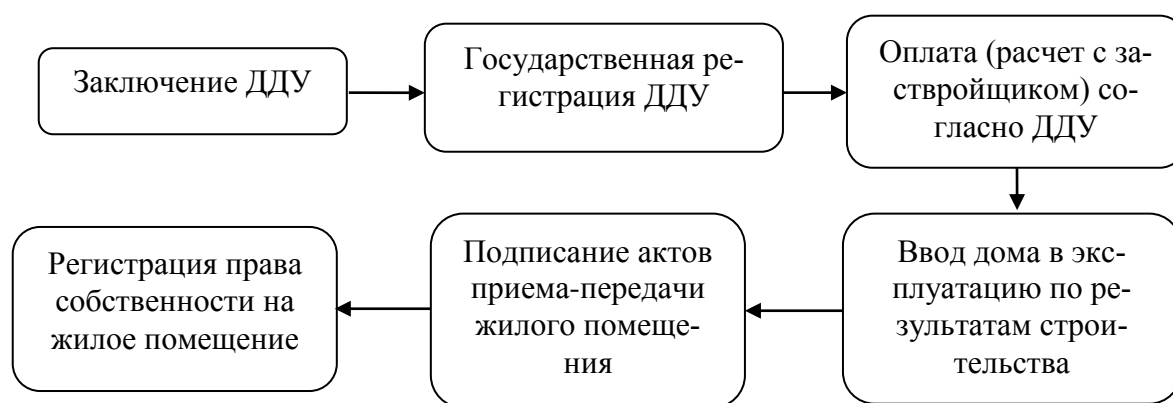 Заключение ДДУ
Государственная ре-
гистрация ДДУ
Оплата (расчет с за-
ствройщиком) со-
гласно ДДУ
Ввод дома в экс-
плуатацию по ре-
зультатам строи-
тельства
Подписание актов
приема-передачи
жилого помеще-
ния
Регистрация права
собственности на
жилое помещение